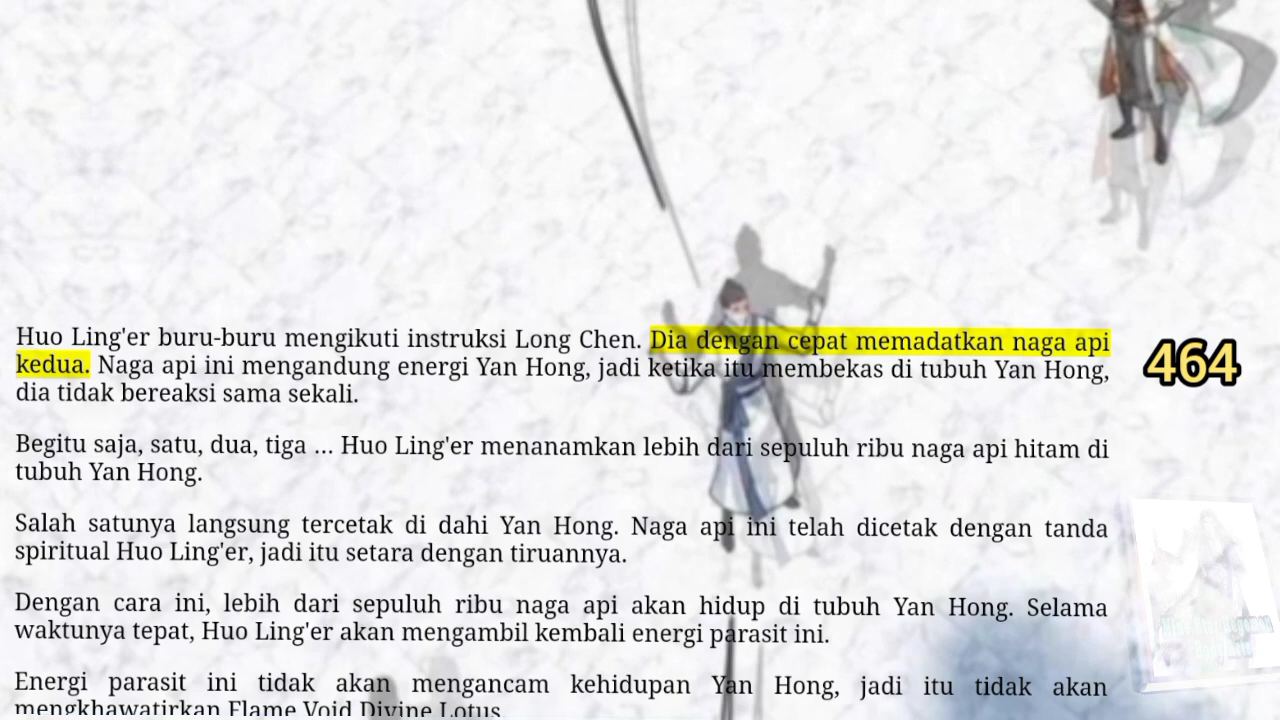 Huo Ling'er buru-buru mengikuti instruksi Long Chen. Dia dengan cepat memadatkan naga api
kedua. Naga api ini mengandung energi Yan Hong, jadi ketika itu membekas di tubuh Yan Hong,
dia tidak bereaksi sama sekali.
464
Begitu saja, satu, dua, tiga ... Huo Ling'er menanamkan lebih dari sepuluh ribu naga api hitam di
tubuh Yan Hong.
Salah satunya langsung tercetak di dahi Yan Hong. Naga api ini telah dicetak dengan tanda
spiritual Huo Ling'er, jadi itu setara dengan tiruannya.
Dengan cara ini, lebih dari sepuluh ribu naga api akan hidup di tubuh Yan Hong. Selama
waktunya tepat, Huo Ling'er akan mengambil kembali energi parasit ini.
Energi parasit ini tidak akan mengancam kehidupan Yan Hong, jadi itu tidak akan
mengkhawatirkan Flame Void Divine Lotus.